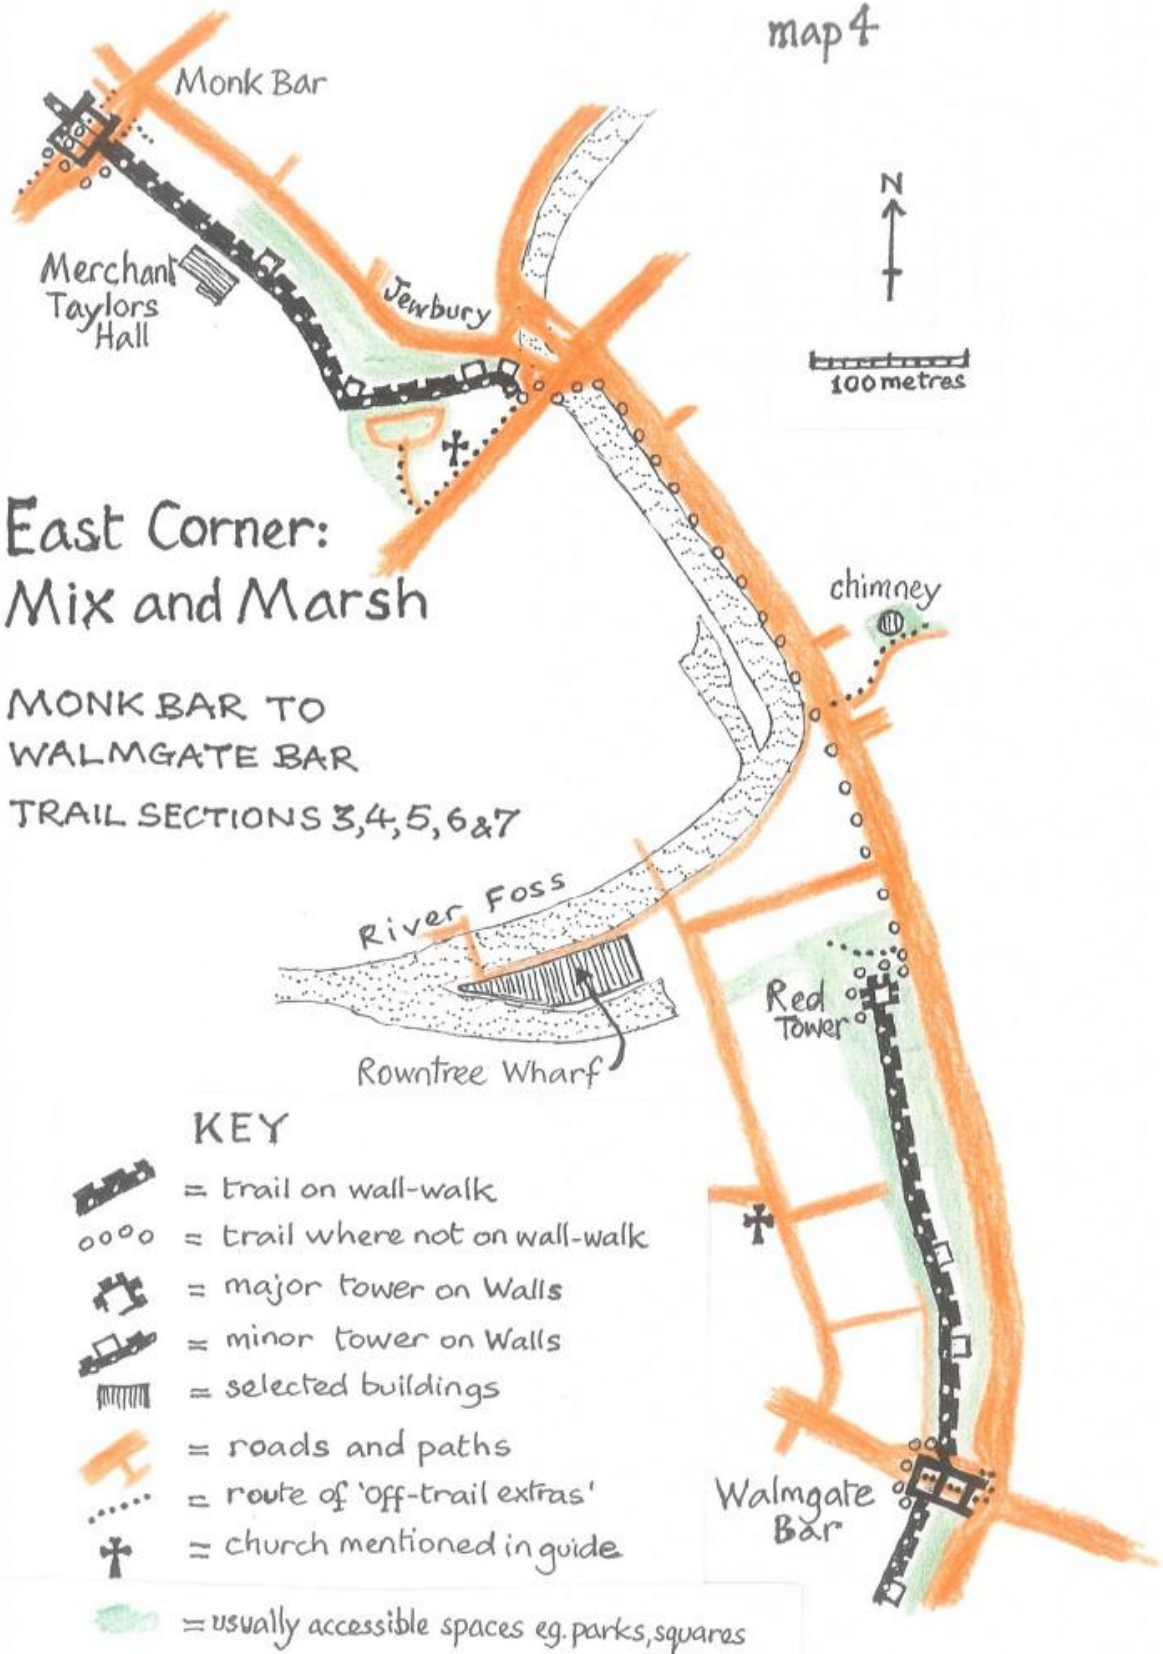 map 4
Monk Bar
N
Merchant
Taylors
Hall
Jewbury
100 metres
East Corner:
Mix and Marsh
chimney
MONK BAR TO
WALMGATE BAR
TRAIL SECTIONS 3,4,5,6&7
River Foss
Red
Tower
Rowntree Wharf
KEY
= trail on wall-walk
= trail where not on wall-walk
= major tower on Walls
= minor tower on Walls
= selected buildings
= roads and paths
= route of 'off-trail extras'
= church mentioned in guide
= usually accessible spaces eg. parks, squares
Walmgate
Bar